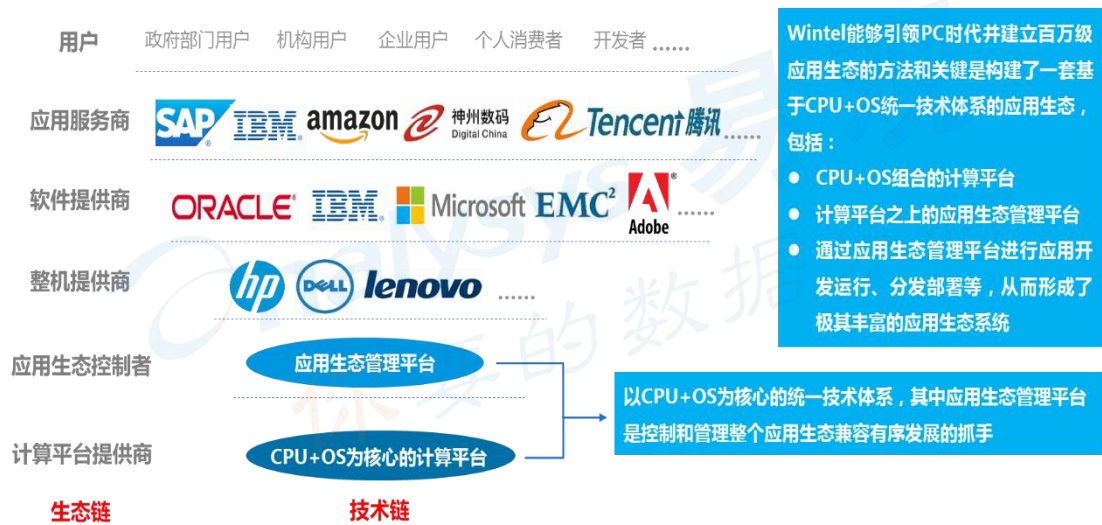 用户 政府部门用户 机构用户 企业用户 个人消费者 开发者 ......
应用服务商 SAP IBM amazon 神州数码 Digital China Tencent 腾讯 ......
软件提供商 ORACLE IBM Microsoft EMC² Adobe ......
整机提供商 hp DELL lenovo ......
应用生态控制者 应用生态管理平台
计算平台提供商 CPU+OS为核心的计算平台
生态链 技术链
Wintel能够引领PC时代并建立百万级
应用生态的方法和关键是构建了一套基
于CPU+OS统一技术体系的应用生态，
包括：
● CPU+OS组合的计算平台
● 计算平台之上的应用生态管理平台
● 通过应用生态管理平台进行应用开
发运行、分发部署等，从而形成了
极其丰富的应用生态系统
以CPU+OS为核心的统一技术体系，其中应用生态管理平台
是控制和管理整个应用生态兼容有序发展的抓手
analysys 易
你要的数据